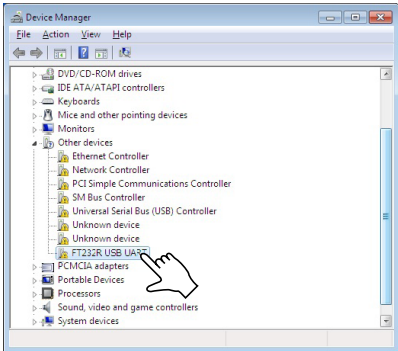 Device Manager
File Action View Help
DVD/CD-ROM drives
IDE ATA/ATAPI controllers
Keyboards
Mice and other pointing devices
Monitors
Other devices
Ethernet Controller
Network Controller
PCI Simple Communications Controller
SM Bus Controller
Universal Serial Bus (USB) Controller
Unknown device
Unknown device
FT232R USB UART
PCMCIA adapters
Portable Devices
Processors
Sound, video and game controllers
System devices